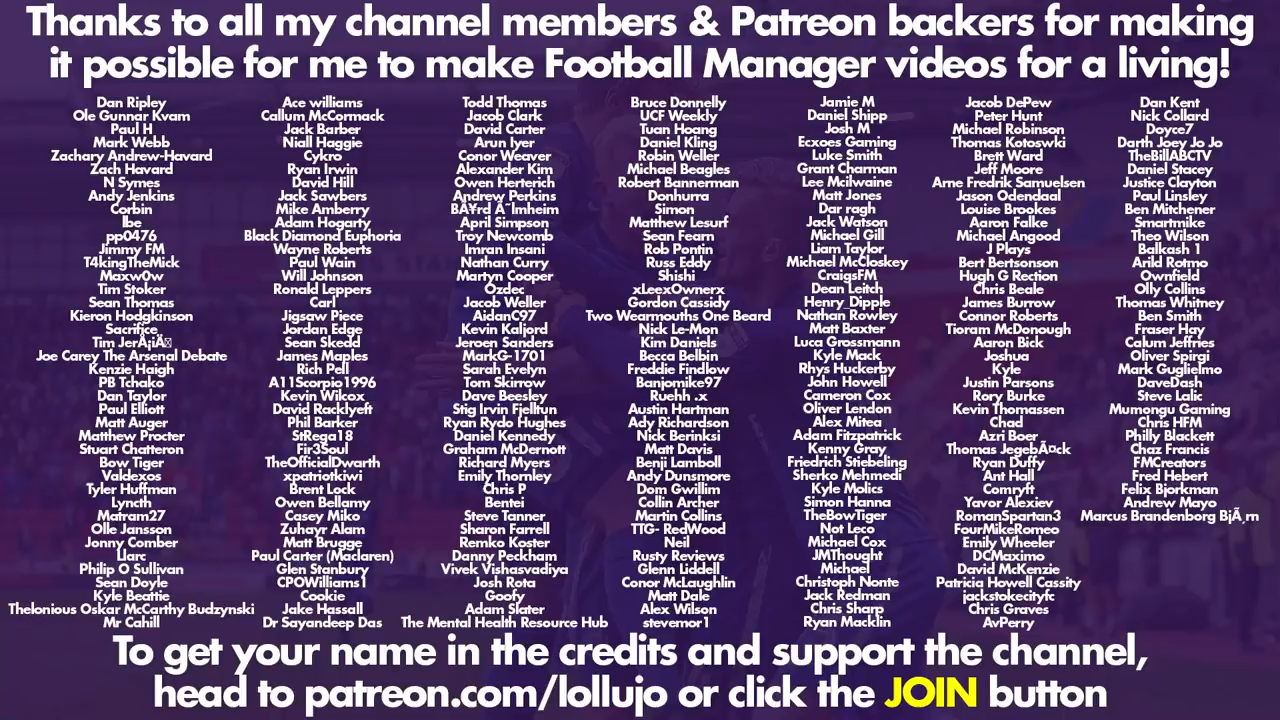 Thanks to all my channel members & Patreon backers for making
it possible for me to make Football Manager videos for a living!
Dan Ripley
Ole Gunnar Kvam
Paul H
Mark Webb
Zachary Andrew-Havard
Zach Havard
N Symes
Andy Jenkins
Corbin
lbe
pp0476
Jimmy FM
T4kingTheMick
Maxw0w
Tim Stoker
Sean Thomas
Kieron Hodgkinson
Sacrifice
Tim
Joe Carey The Arsenal Debate
Kenzie Haigh
PB Tchako
Dan Taylor
Paul Elliott
Matt Auger
Matthew Procter
Stuart Chatteron
Bow Tiger
Valdexos
Tyler Huffman
Lyncth
Matram27
Olle Jansson
Jonny Comber
Llarc
Philip O Sullivan
Sean Doyle
Kyle Beattie
Thelonious Oskar McCarthy Budzynski
Mr Cahill
Ace williams
Callum McCormack
Jack Barber
Niall Haggie
Cykro
Ryan Irwin
David Hill
Jack Sawbers
Mike Amberry
Adam Hogarty
Black Diamond Euphoria
Wayne Roberts
Paul Wain
Will Johnson
Ronald Leppers
Carl
Jigsaw Piece
Jordan Edge
Sean Skedd
James Maples
Rich Pell
A11Scorpio1996
Kevin Wilcox
David Racklyeft
Phil Barker
StRega18
Fir3Soul
TheOfficialDwarth
xpatriotkiwi
Brent Lock
Owen Bellamy
Casey Miko
Zuhayr Alam
Matt Brugge
Paul Carter (Maclaren)
Glen Stanbury
CPOWilliams1
Cookie
Jake Hassall
Dr Sayandeep Das
Todd Thomas
Jacob Clark
David Carter
Arun Iyer
Conor Weaver
Alexander Kim
Owen Herterich
Andrew Perkins
BÃ¥rd Ã˜lmheim
April Simpson
Troy Newcomb
Imran Insani
Nathan Curry
Martyn Cooper
Ozdec
Jacob Weller
AidanC97
Kevin Kaljord
Jeroen Sanders
MarkG-1701
Sarah Evelyn
Tom Skirrow
Dave Beesley
Stig Irvin Fjelltun
Ryan Rydo Hughes
Daniel Kennedy
Graham McDernott
Richard Myers
Emily Thornley
Chris P
Bentei
Steve Tanner
Sharon Farrell
Remko Koster
Danny Peckham
Vivek Vishasvadiya
Josh Rota
Goofy
Adam Slater
The Mental Health Resource Hub
Bruce Donnelly
UCF Weekly
Tuan Hoang
Daniel Kling
Robin Weller
Michael Beagles
Robert Bannerman
Donhurra
Simon
Matthew Lesurf
Sean Fearn
Rob Pontin
Russ Eddy
Shishi
xLeexOwnerx
Gordon Cassidy
Two Wearmouths One Beard
Nick Le-Mon
Kim Daniels
Becca Belbin
Freddie Findlow
Banjomike97
Ruehh .x
Austin Hartman
Ady Richardson
Nick Berinksi
Matt Davis
Benji Lamboll
Andy Dunsmore
Dom Gwillim
Collin Archer
Martin Collins
TTG- RedWood
Neil
Rusty Reviews
Glenn Liddell
Conor McLaughlin
Matt Dale
Alex Wilson
stevemor1
Jamie M
Daniel Shipp
Josh M
Ecxoes Gaming
Luke Smith
Grant Charman
Lee Mcilwaine
Matt Jones
Dar ragh
Jack Watson
Michael Gill
Liam Taylor
Michael McCloskey
CraigsFM
Dean Leitch
Henry Dipple
Nathan Rowley
Matt Baxter
Luca Grossmann
Kyle Mack
Rhys Huckerby
John Howell
Cameron Cox
Oliver Lendon
Alex Mitea
Adam Fitzpatrick
Kenny Gray
Friedrich Stiebeling
Sherko Mehmedi
Kyle Molics
Simon Hanna
TheBowTiger
Not Leco
Michael Cox
JMThought
Michael
Christoph Nonte
Jack Redman
Chris Sharp
Ryan Macklin
Jacob DePew
Peter Hunt
Michael Robinson
Thomas Kotoswki
Brett Ward
Jeff Moore
Arne Fredrik Samuelsen
Jason Odendaal
Louise Brookes
Aaron Falke
Michael Angood
J Plays
Bert Bertsonson
Hugh G Rection
Chris Beale
James Burrow
Connor Roberts
Tioram McDonough
Aaron Bick
Joshua
Kyle
Justin Parsons
Rory Burke
Kevin Thomassen
Chad
Azri Boer
Thomas JegebÃ¤ck
Ryan Duffy
Ant Hall
Comryft
Yavor Alexiev
RomanSpartan3
FourMikeRomeo
Emily Wheeler
DCMaximo
David McKenzie
Patricia Howell Cassity
jackstokecityfc
Chris Graves
AvPerry
Dan Kent
Nick Collard
Doyce7
Darth Joey Jo Jo
TheBillABCTV
Daniel Stacey
Justice Clayton
Paul Linsley
Ben Mitchener
Smartmike
Theo Wilson
Balkash 1
Arild Rotmo
Ownfield
Olly Collins
Thomas Whitney
Ben Smith
Fraser Hay
Calum Jeffries
Oliver Spirgi
Mark Guglielmo
DaveDash
Steve Lalic
Mumongu Gaming
Chris HFM
Philly Blackett
Chaz Francis
FMCreators
Fred Hebert
Felix Bjorkman
Andrew Mayo
Marcus Brandenborg BjÃ¸rn
To get your name in the credits and support the channel,
head to patreon.com/lollujo or click the JOIN button